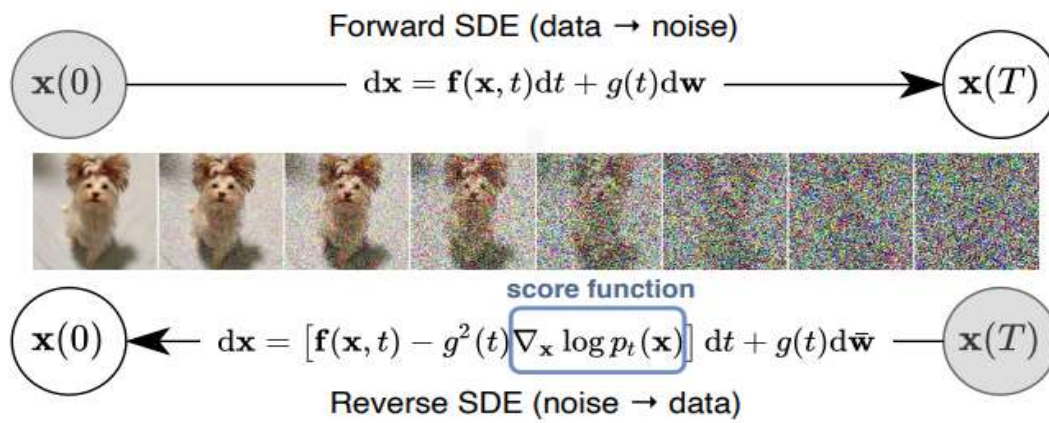 Forward SDE (data → noise)
x(0) dx = f(x, t)dt + g(t)dw x(T)
score function
x(0) dx = [f(x, t) − g²(t)∇ₓ log pₜ(x)] dt + g(t)dw̄ x(T)
Reverse SDE (noise → data)